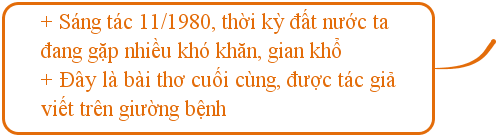 + Sáng tác 11/1980, thời kỳ đất nước ta
đang gặp nhiều khó khăn, gian khổ
+ Đây là bài thơ cuối cùng, được tác giả
viết trên giường bệnh